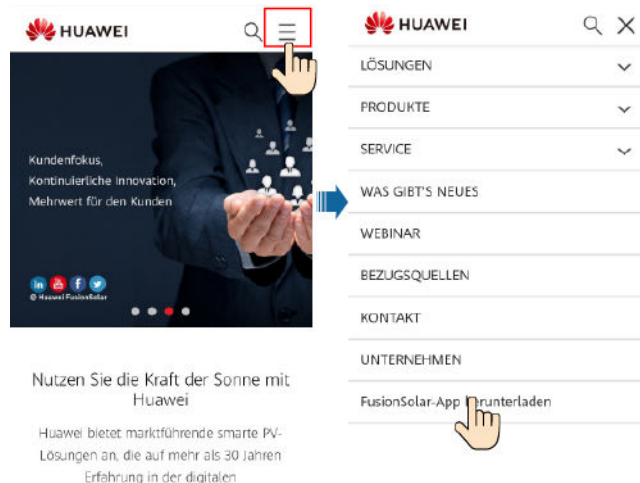 HUAWEI
Kundenfokus,
Kontinuierliche Innovation,
Mehrwert für den Kunden
© Huawei FusionSolar
Nutzen Sie die Kraft der Sonne mit
Huawei
Huawei bietet marktführende smarte PV-
Lösungen an, die auf mehr als 30 Jahren
Erfahrung in der digitalen
HUAWEI
LÖSUNGEN
PRODUKTE
SERVICE
WAS GIBT'S NEUES
WEBINAR
BEZUGSQUELLEN
KONTAKT
UNTERNEHMEN
FusionSolar-App herunterladen